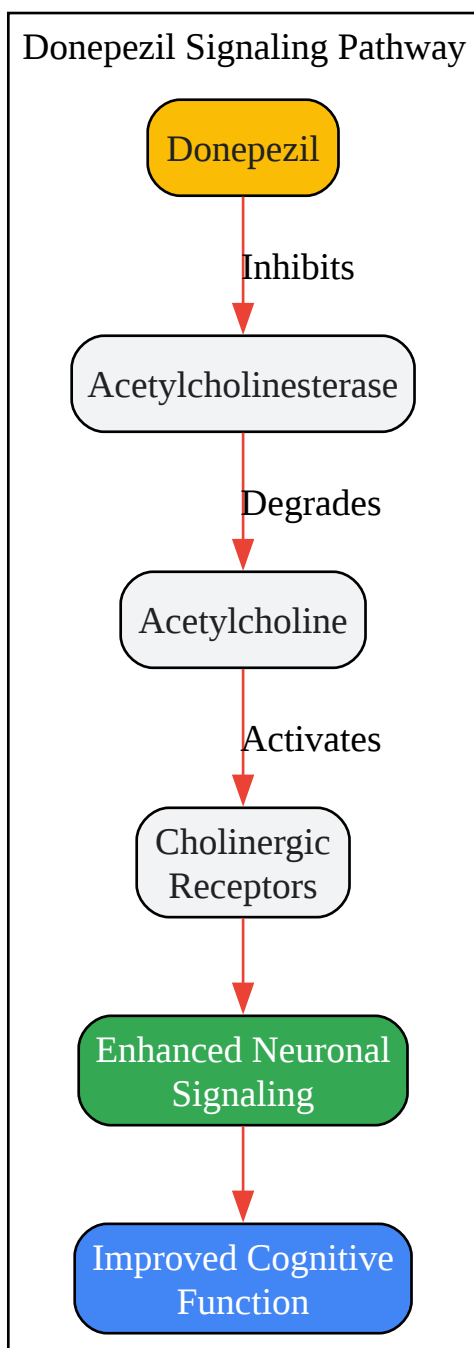 Donepezil Signaling Pathway
Donepezil
Inhibits
Acetylcholinesterase
Degrades
Acetylcholine
Activates
Cholinergic
Receptors
Enhanced Neuronal
Signaling
Improved Cognitive
Function